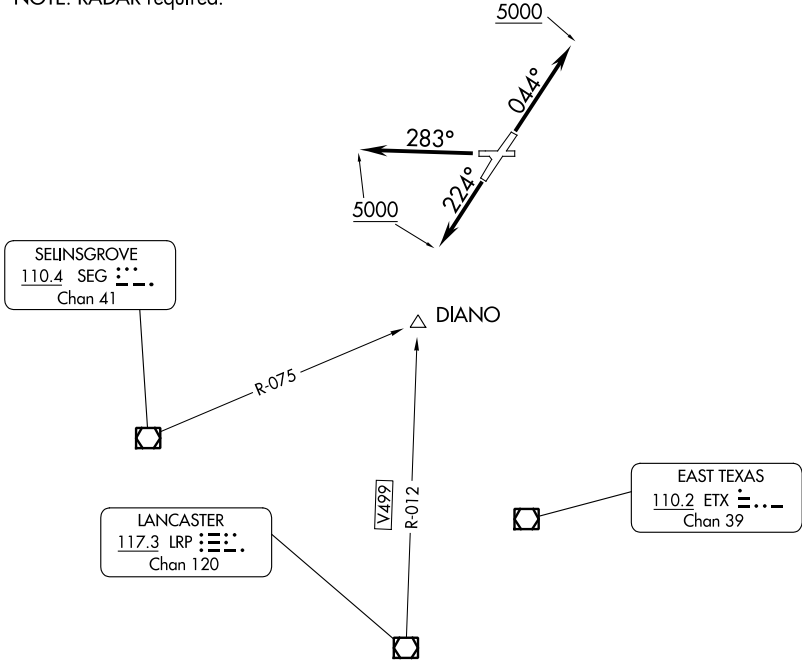 NOTE: RADAR required.
5000
044°
283°
224°
5000
SELINSGROVE
110.4 SEG
Chan 41
DIANO
R-075
V499
R-012
EAST TEXAS
110.2 ETX
Chan 39
LANCASTER
117.3 LRP
Chan 120